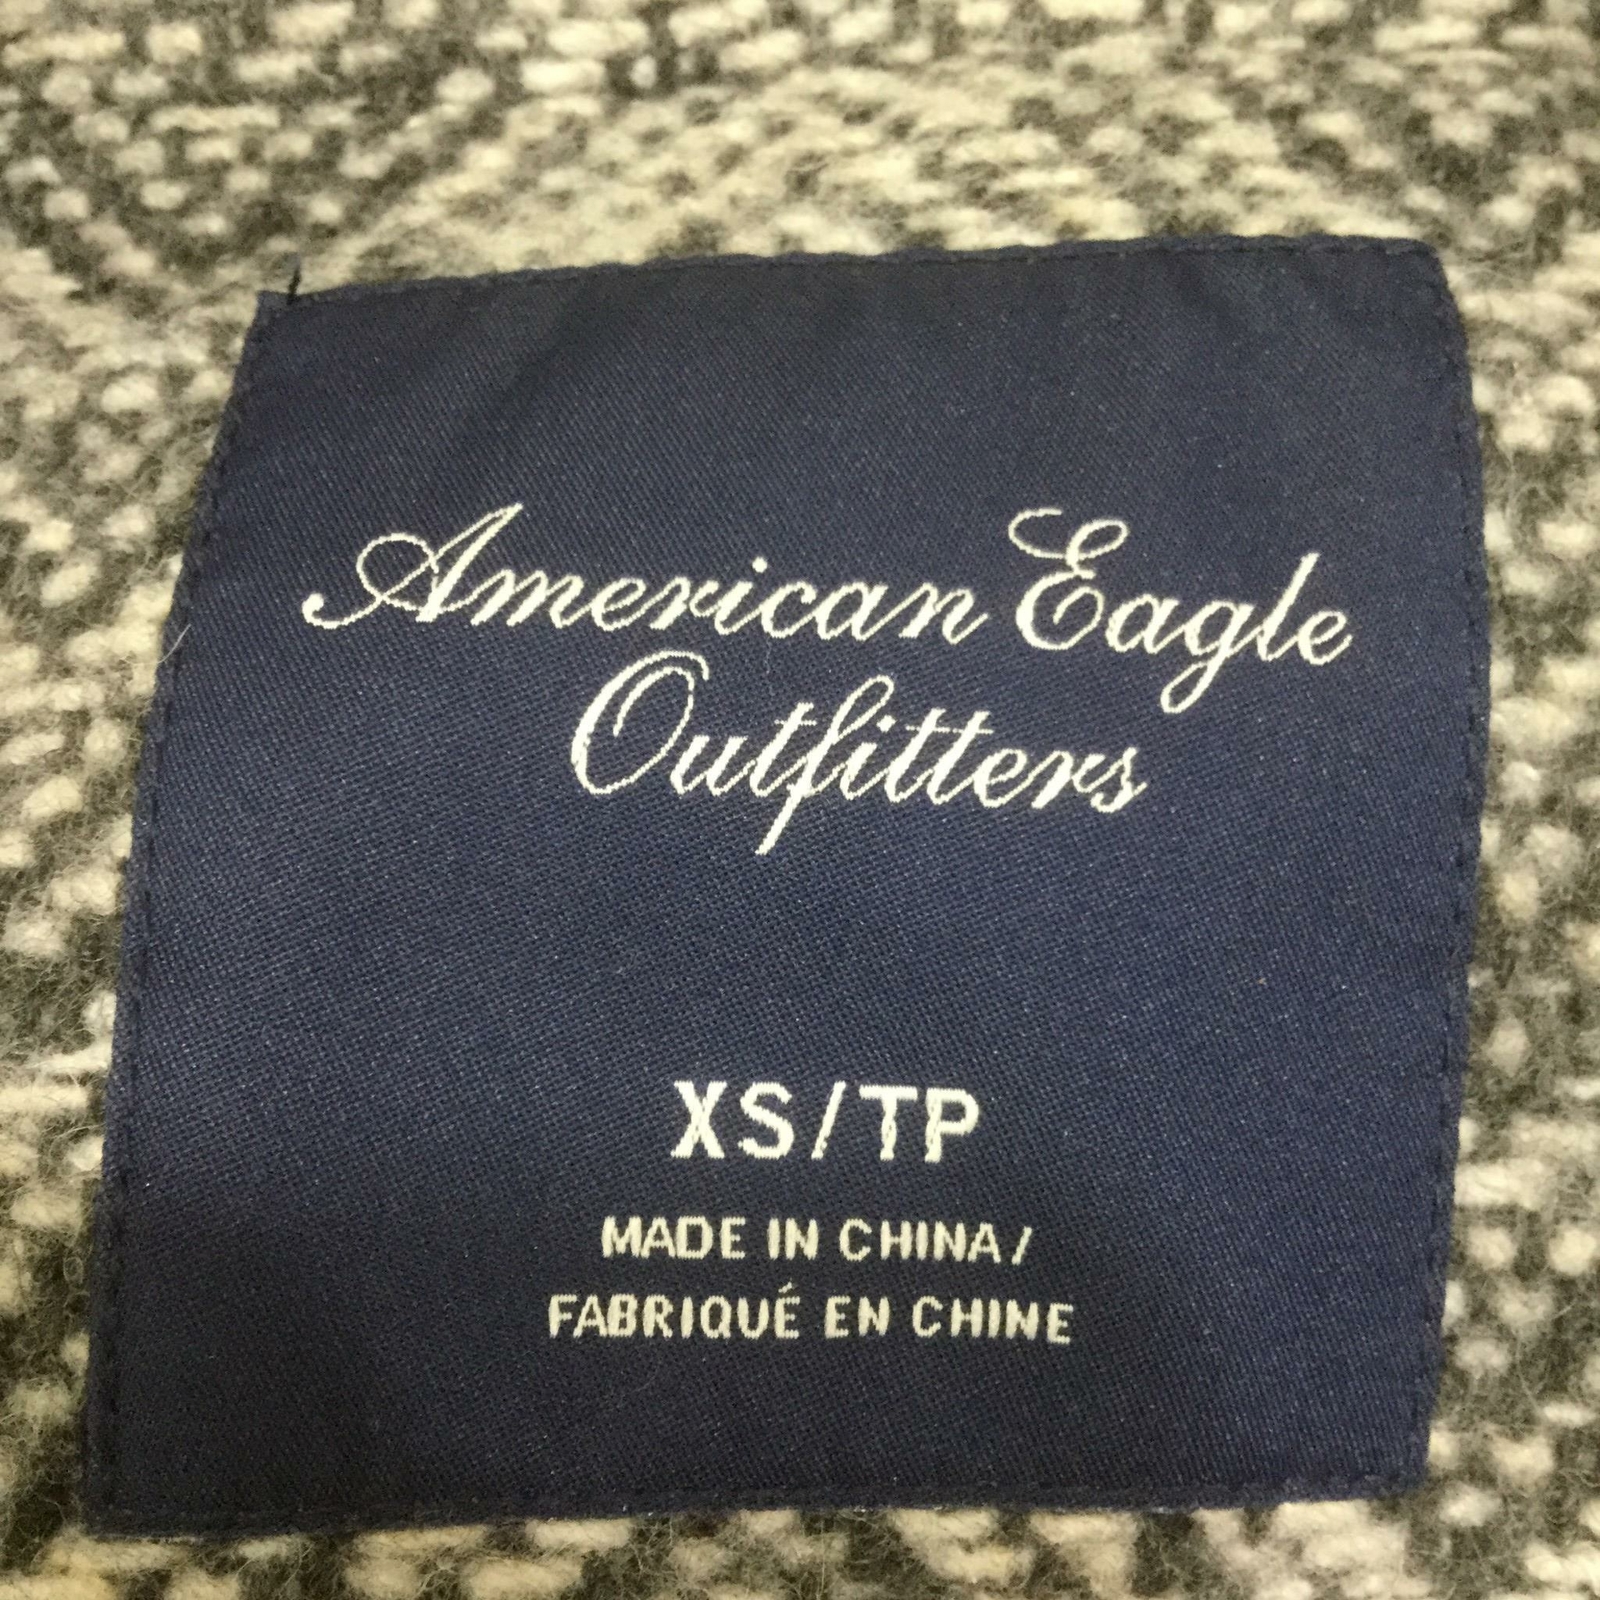 American Eagle
Outfitters
XS/TP
MADE IN CHINA/
FABRIQUÉ EN CHINE